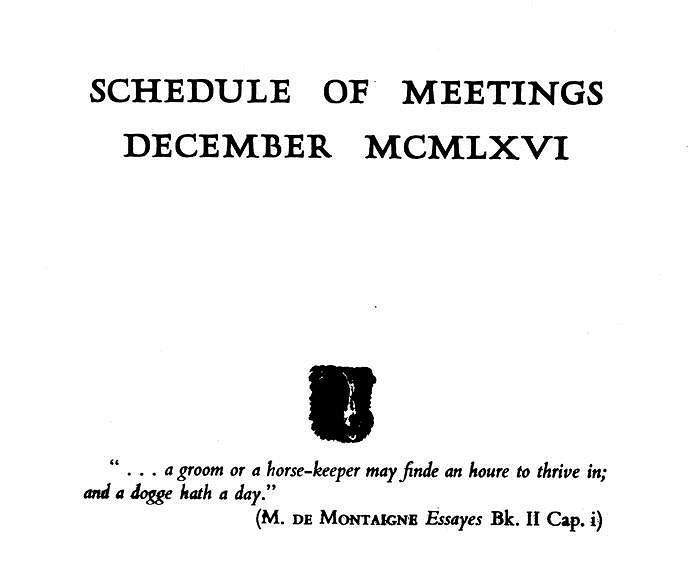 SCHEDULE OF MEETINGS
DECEMBER MCMLXVI
“ . . . a groom or a horse-keeper may finde an houre to thrive in;
and a dogge hath a day.”
(M. DE MONTAIGNE Essayes Bk. II Cap. i)